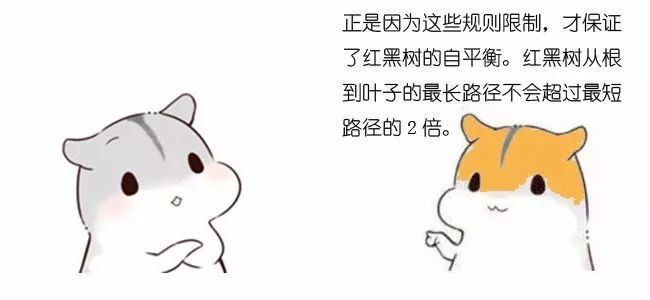 正是因为这些规则限制，才保证
了红黑树的自平衡。红黑树从根
到叶子的最长路径不会超过最短
路径的 2 倍。